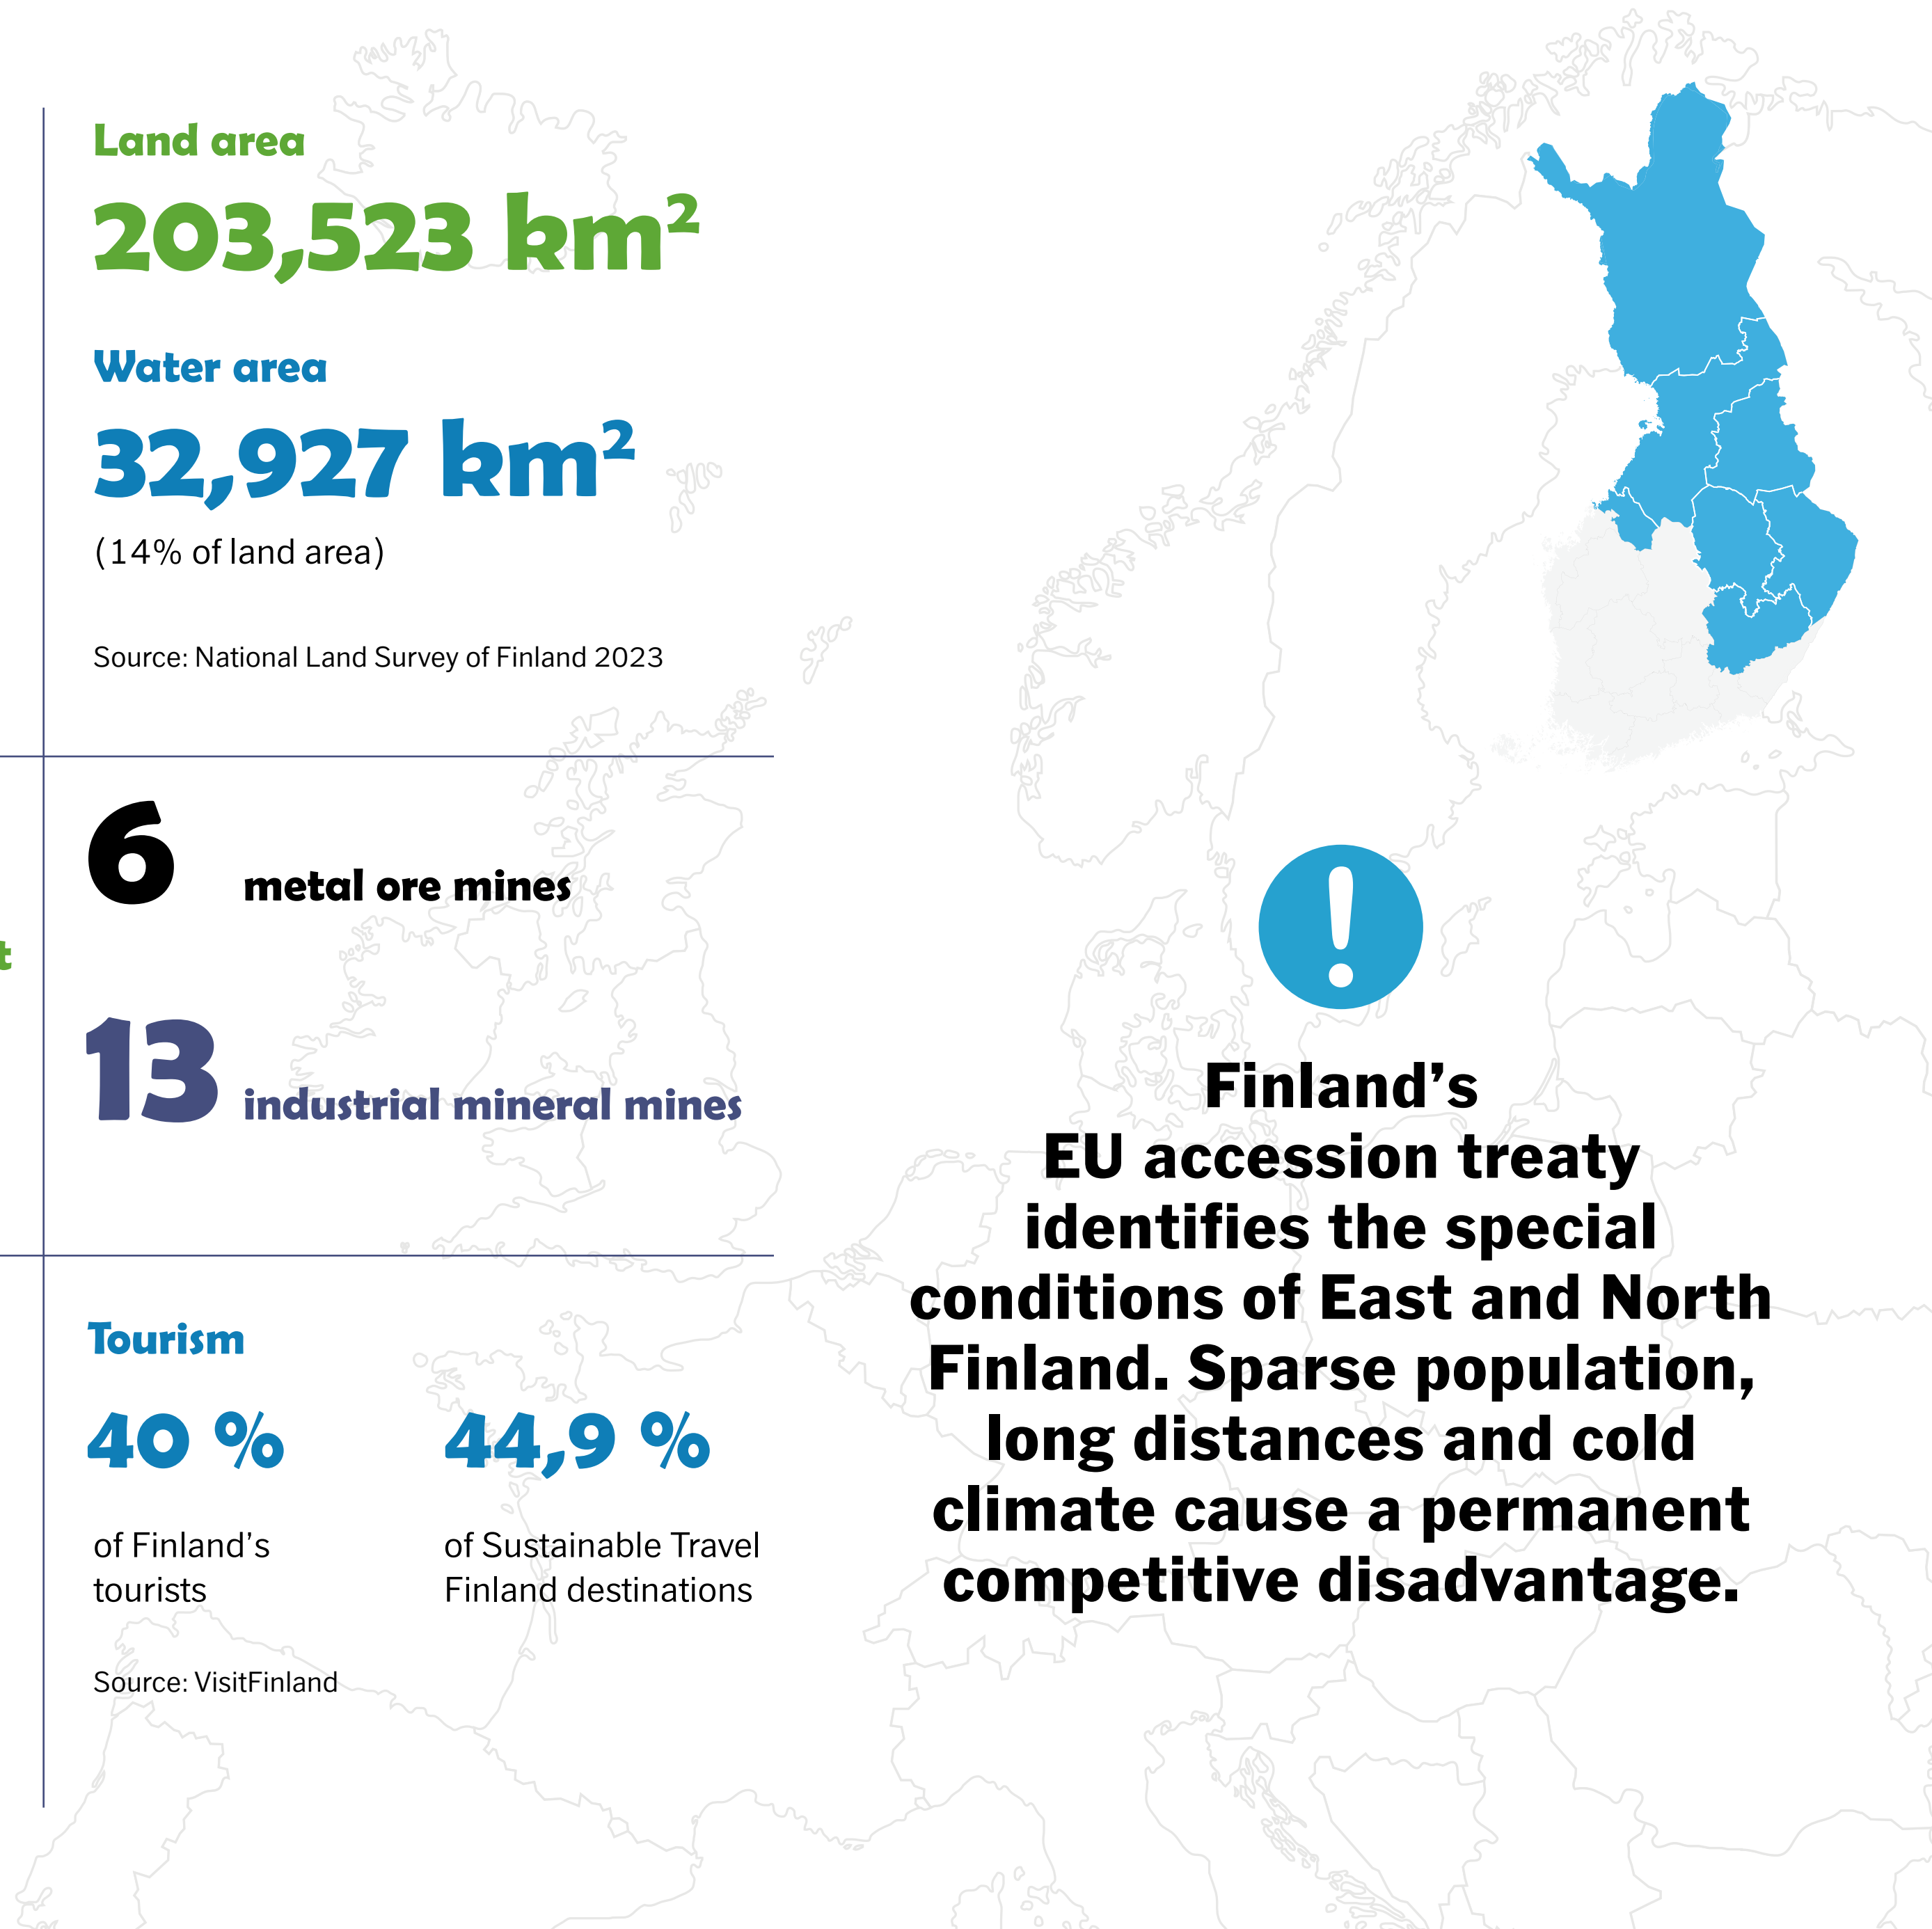 Land area
203,523 km²
Water area
32,927 km²
(14% of land area)
Source: National Land Survey of Finland 2023
6 metal ore mines
13 industrial mineral mines
Tourism
40 %
of Finland’s
tourists
44,9 %
of Sustainable Travel
Finland destinations
Source: VisitFinland
!
Finland’s
EU accession treaty
identifies the special
conditions of East and North
Finland. Sparse population,
long distances and cold
climate cause a permanent
competitive disadvantage.